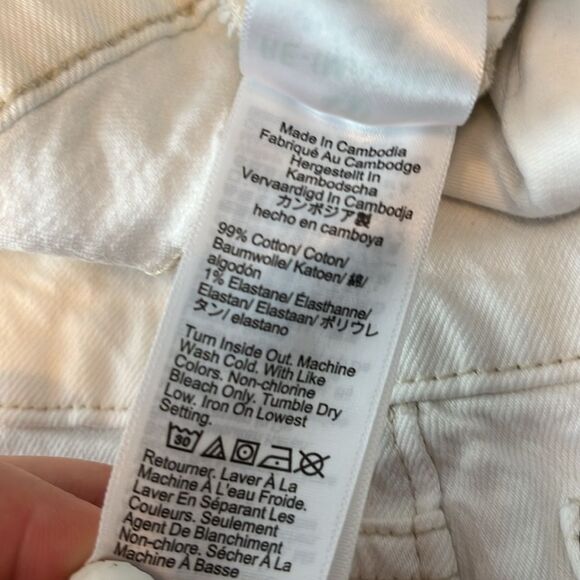 Made In Cambodia
Fabriqué Au Cambodge
Hergestellt In
Kambodscha
Vervaardigd In Cambodja
カンボジア製
hecho en camboya
99% Cotton/ Coton/
Baumwolle/ Katoen/ 綿/
algodón
1% Elastane/ Élasthanne/
Elastan/ Elastaan/ ポリウレ
タン/ elastano
Turn Inside Out. Machine
Wash Cold. With Like
Colors. Non-chlorine
Bleach Only. Tumble Dry
Low. Iron On Lowest
Setting.
30
Retourner. Laver À La
Machine À L'eau Froide.
Laver En Séparant Les
Couleurs. Seulement
Agent De Blanchiment
Non-chlore. Sécher À La
Machine À Basse